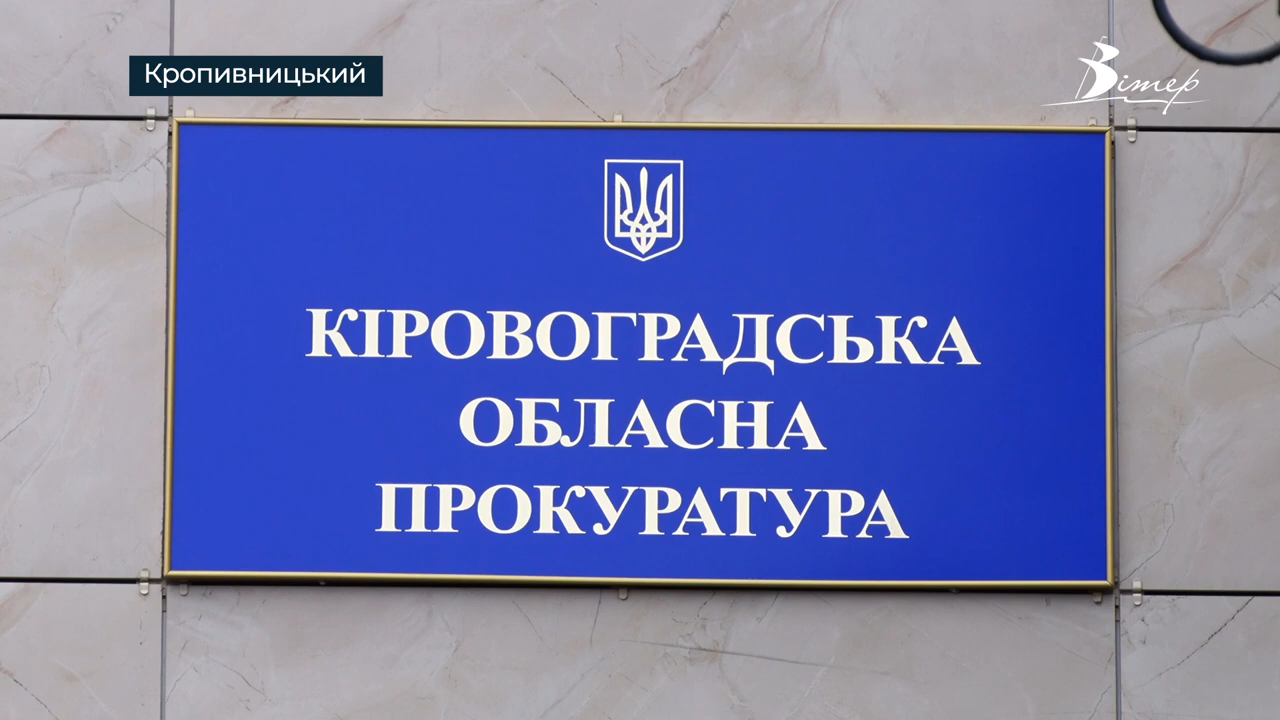 Кропивницький
Вітер
КІРОВОГРАДСЬКА
ОБЛАСНА
ПРОКУРАТУРА